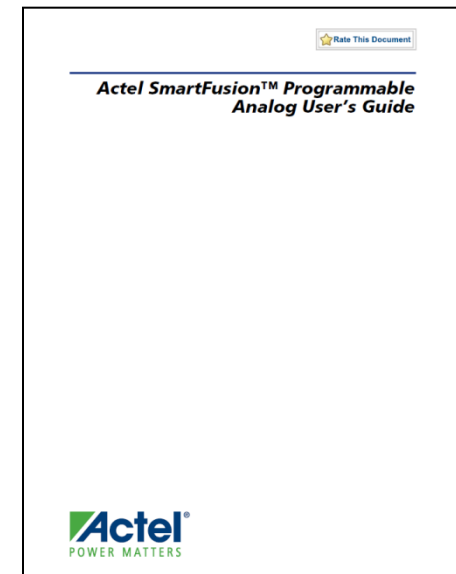 Rate This Document
Actel SmartFusion™ Programmable
Analog User's Guide
Actel®
POWER MATTERS